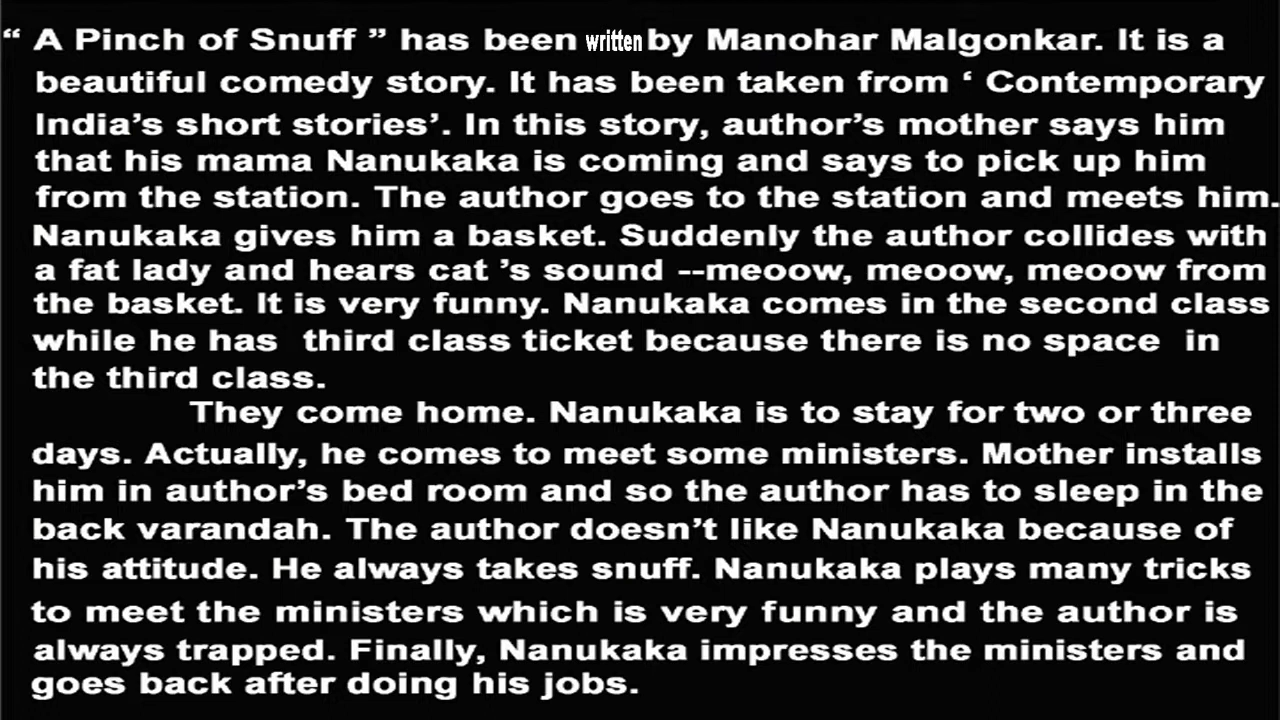 “ A Pinch of Snuff ” has been written by Manohar Malgonkar. It is a
beautiful comedy story. It has been taken from ‘ Contemporary
India’s short stories’. In this story, author’s mother says him
that his mama Nanukaka is coming and says to pick up him
from the station. The author goes to the station and meets him.
Nanukaka gives him a basket. Suddenly the author collides with
a fat lady and hears cat ’s sound --meoow, meoow, meoow from
the basket. It is very funny. Nanukaka comes in the second class
while he has third class ticket because there is no space in
the third class.
They come home. Nanukaka is to stay for two or three
days. Actually, he comes to meet some ministers. Mother installs
him in author’s bed room and so the author has to sleep in the
back varandah. The author doesn’t like Nanukaka because of
his attitude. He always takes snuff. Nanukaka plays many tricks
to meet the ministers which is very funny and the author is
always trapped. Finally, Nanukaka impresses the ministers and
goes back after doing his jobs.